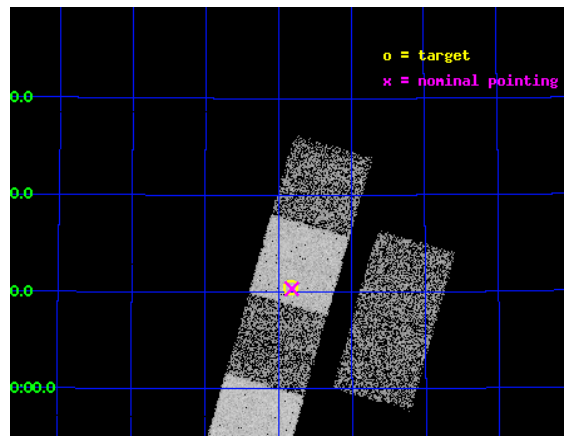 o = target
x = nominal pointing
0.0
0.0
0.0
0:00.0